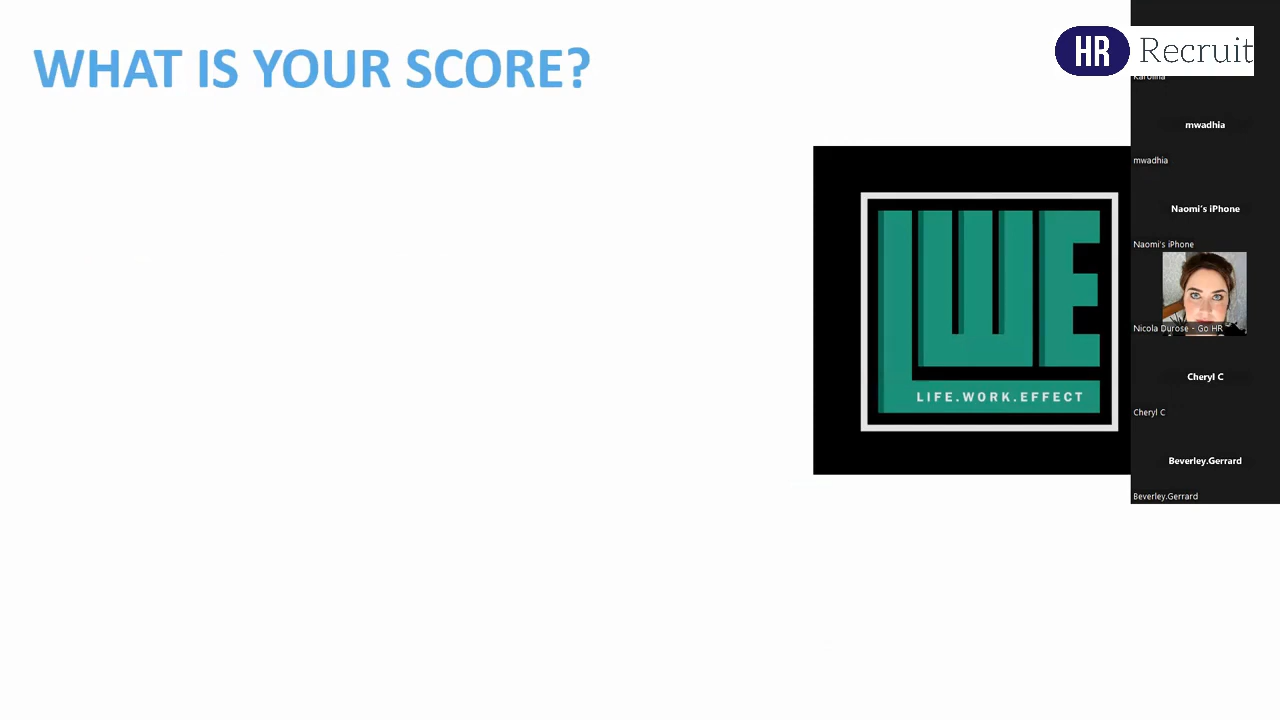 WHAT IS YOUR SCORE?
HR Recruit
Karolina
mwadhia
mwadhia
Naomi's iPhone
Naomi's iPhone
LWE
LIFE.WORK.EFFECT
Nicola Durose - Go HR
Cheryl C
Cheryl C
Beverley.Gerrard
Beverley.Gerrard